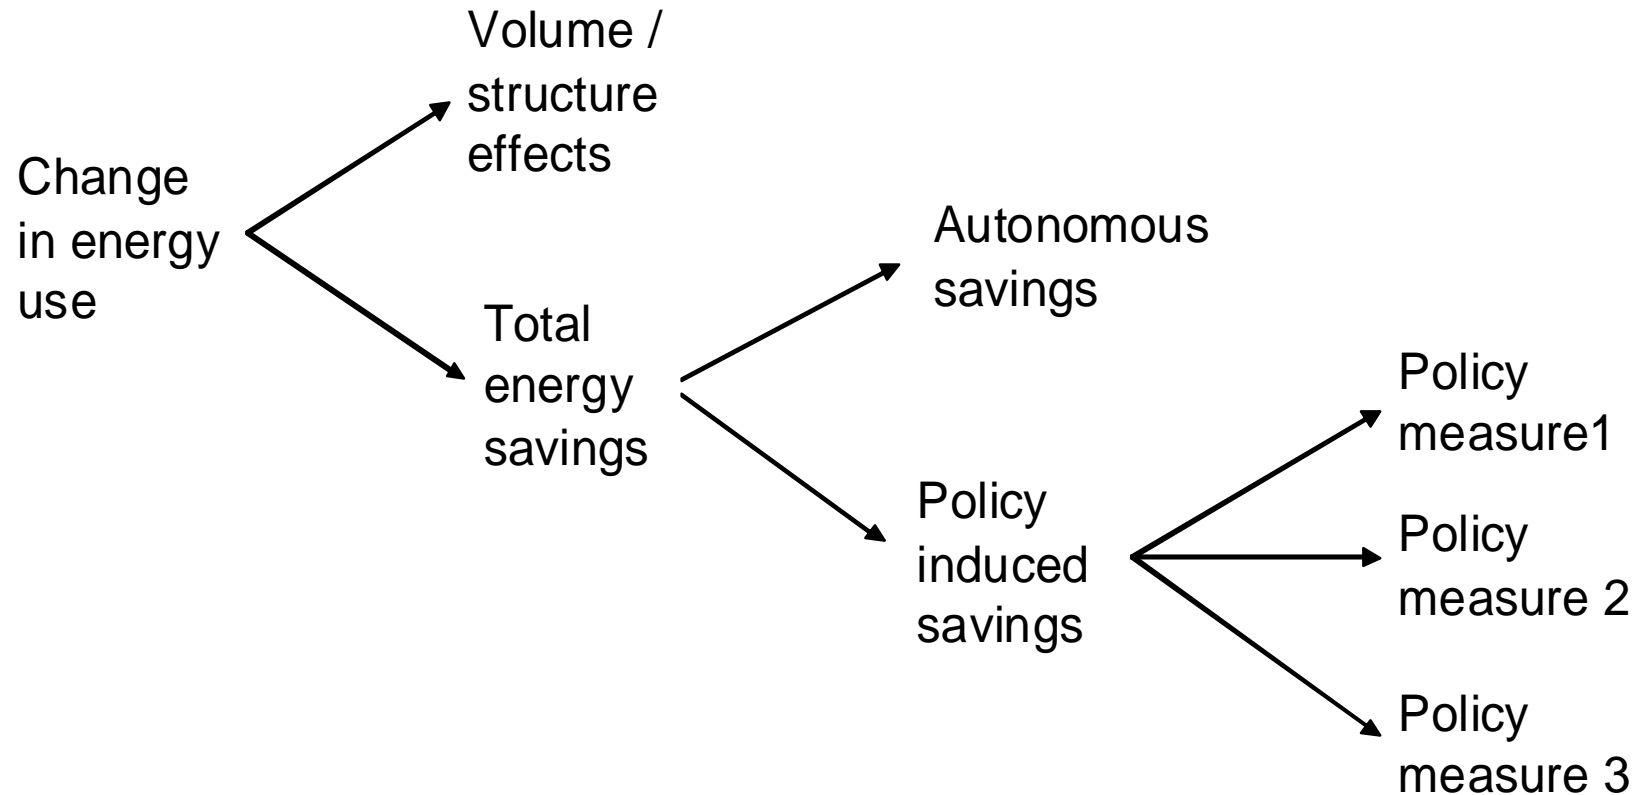 Volume /
structure
effects
Change
in energy
use
Total
energy
savings
Autonomous
savings
Policy
induced
savings
Policy
measure1
Policy
measure 2
Policy
measure 3